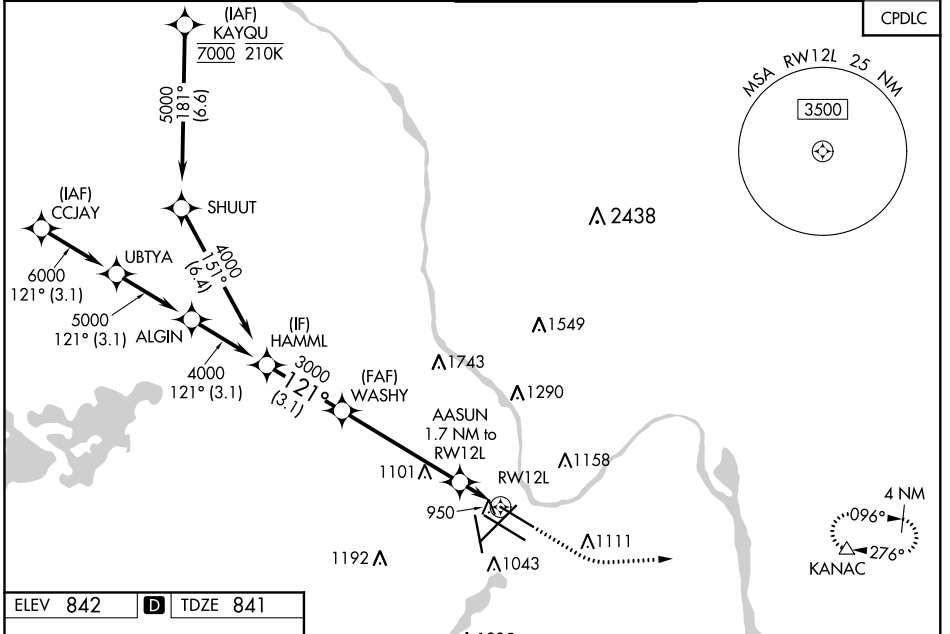 CPDLC
(IAF)
KAYQU
7000 210K
MSA RW12L 25 NM
3500
5000
181°
(6.6)
(IAF)
CCJAY
SHUUT
2438
UBTYA
4000
151°
(6.4)
6000
121° (3.1)
5000
121° (3.1)
ALGIN
(IF)
HAMML
1549
4000
121° (3.1)
3000
121°
(3.1)
(FAF)
WASHY
1743
1290
AASUN
1.7 NM to
RW12L
1101
RW12L
1158
950
4 NM
096°
276°
KANAC
1192
1043
1111
ELEV 842 D TDZE 841